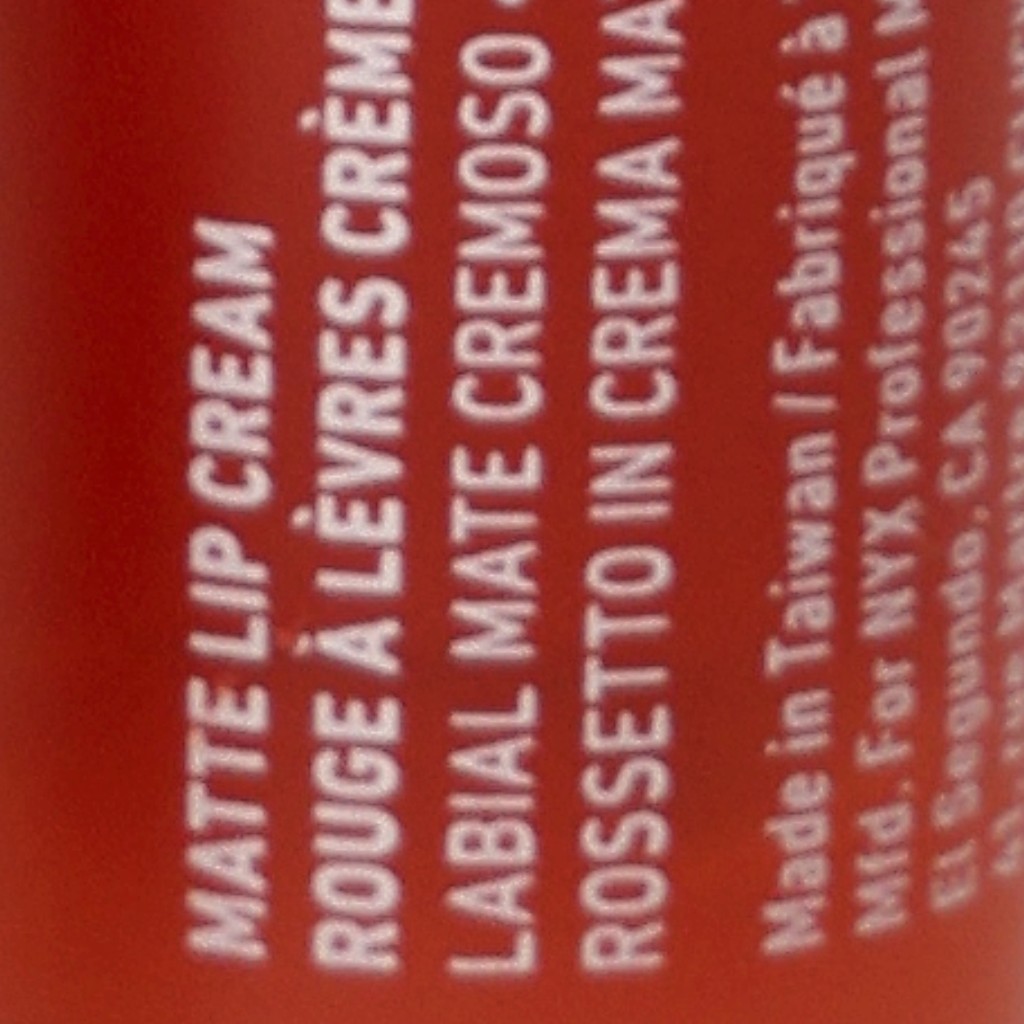 MATTE LIP CREAM
ROUGE À LÈVRES CRÈME
LABIAL MATE CREMOSO
ROSSETTO IN CREMA
Made in Taiwan / Fabriqué à
Mfd. For NYX Professional
El Segundo, CA 90245